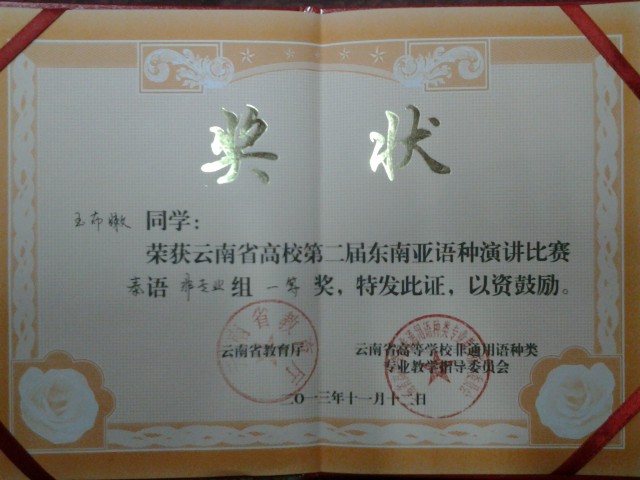 奖状
玉布嫩 同学：
荣获云南省高校第二届东南亚语种演讲比赛
泰语 非专业 组 一等 奖，特发此证，以资鼓励。
云南省教育厅
云南省高等学校非通用语种类
专业教学指导委员会
二〇一三年十一月十二日